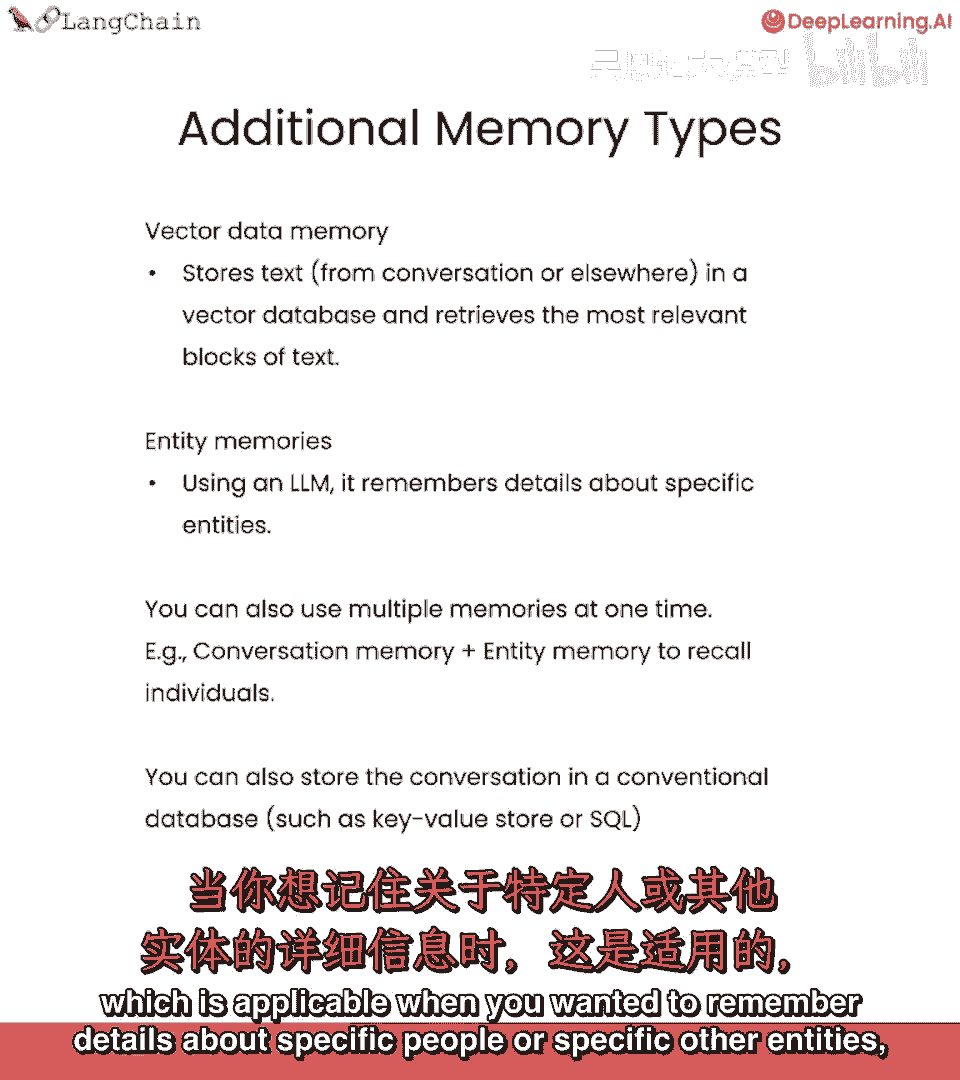 LangChain
DeepLearning.AI
bilibili
Additional Memory Types
Vector data memory
• Stores text (from conversation or elsewhere) in a
vector database and retrieves the most relevant
blocks of text.
Entity memories
• Using an LLM, it remembers details about specific
entities.
You can also use multiple memories at one time.
E.g., Conversation memory + Entity memory to recall
individuals.
You can also store the conversation in a conventional
database (such as key-value store or SQL)
当你想记住关于特定人或其他
实体的详细信息时，这是适用的，
which is applicable when you wanted to remember
details about specific people or specific other entities,